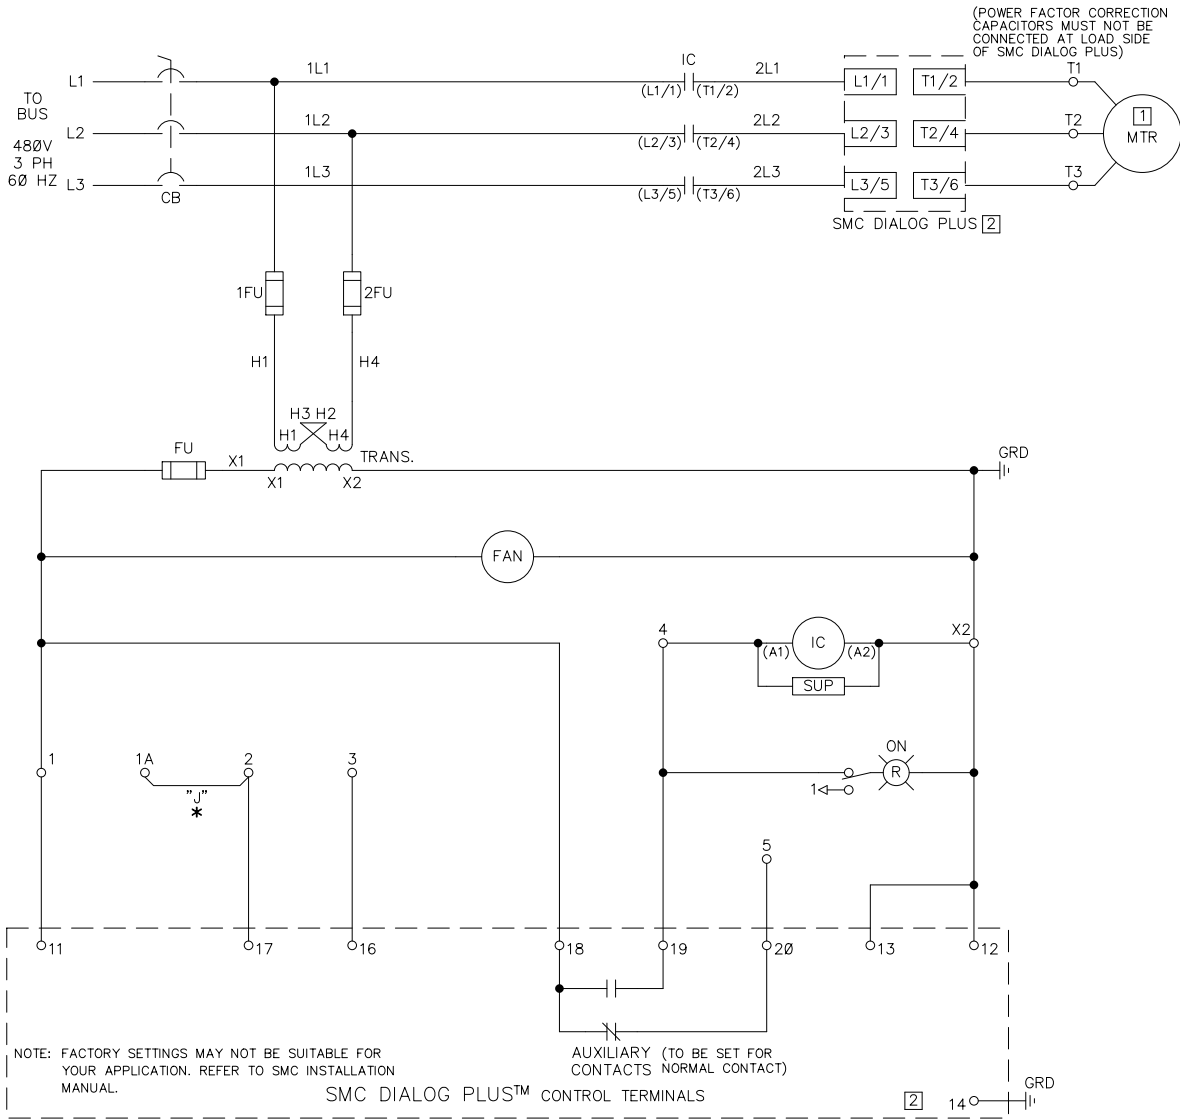 (POWER FACTOR CORRECTION
CAPACITORS MUST NOT BE
CONNECTED AT LOAD SIDE
OF SMC DIALOG PLUS)
L1
1L1
IC
(L1/1)
(T1/2)
2L1
L1/1
T1/2
T1
TO
BUS
L2
1L2
(L2/3)
(T2/4)
2L2
L2/3
T2/4
T2
1
MTR
480V
3 PH
60 HZ
L3
CB
1L3
(L3/5)
(T3/6)
2L3
L3/5
T3/6
T3
SMC DIALOG PLUS 2
1FU
2FU
H1
H4
H3 H2
H1
H4
FU
X1
TRANS.
X1
X2
GRD
FAN
4
(A1)
IC
(A2)
X2
SUP
ON
R
1
1
1A
2
3
"J"
*
5
11
17
16
18
19
20
13
12
NOTE: FACTORY SETTINGS MAY NOT BE SUITABLE FOR
YOUR APPLICATION. REFER TO SMC INSTALLATION
MANUAL.
AUXILIARY (TO BE SET FOR
CONTACTS NORMAL CONTACT)
SMC DIALOG PLUS™ CONTROL TERMINALS
2
14
GRD